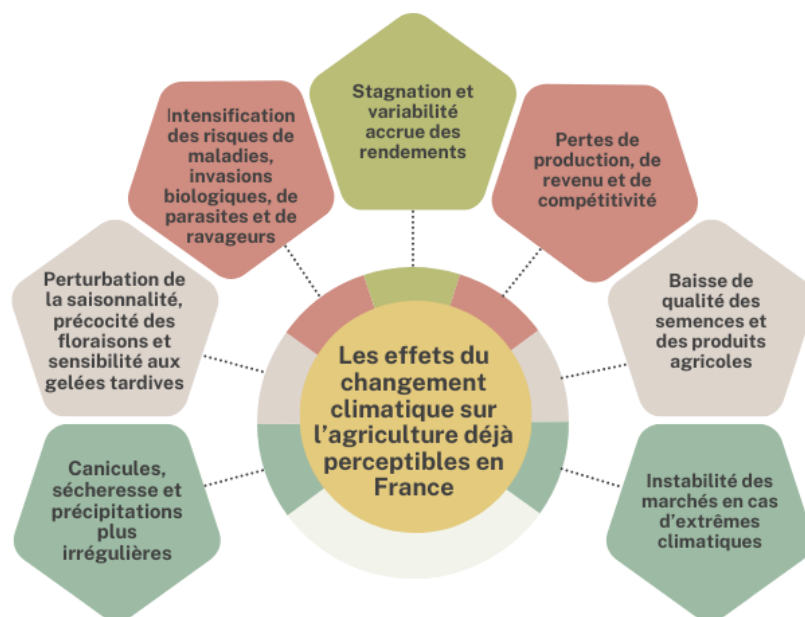 Stagnation et
variabilité
accrue des
rendements
Intensification
des risques de
maladies,
invasions
biologiques, de
parasites et de
ravageurs
Pertes de
production, de
revenu et de
compétitivité
Perturbation de
la saisonnalité,
précocité des
floraisons et
sensibilité aux
gelées tardives
Baisse de
qualité des
semences et
des produits
agricoles
Les effets du
changement
climatique sur
l’agriculture déjà
perceptibles en
France
Canicules,
sécheresse et
précipitations
plus
irrégulières
Instabilité des
marchés en cas
d’extrêmes
climatiques